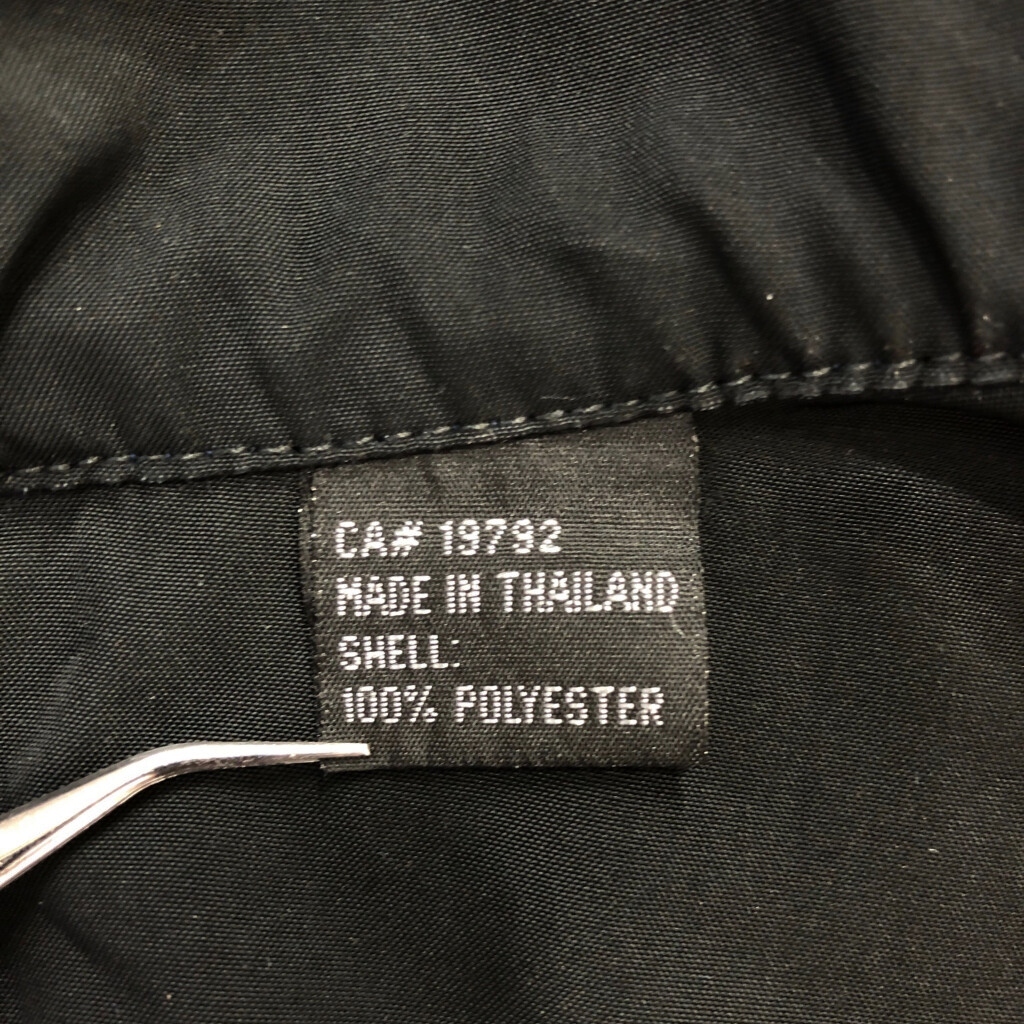 CA# 19792
MADE IN THAILAND
SHELL:
100% POLYESTER